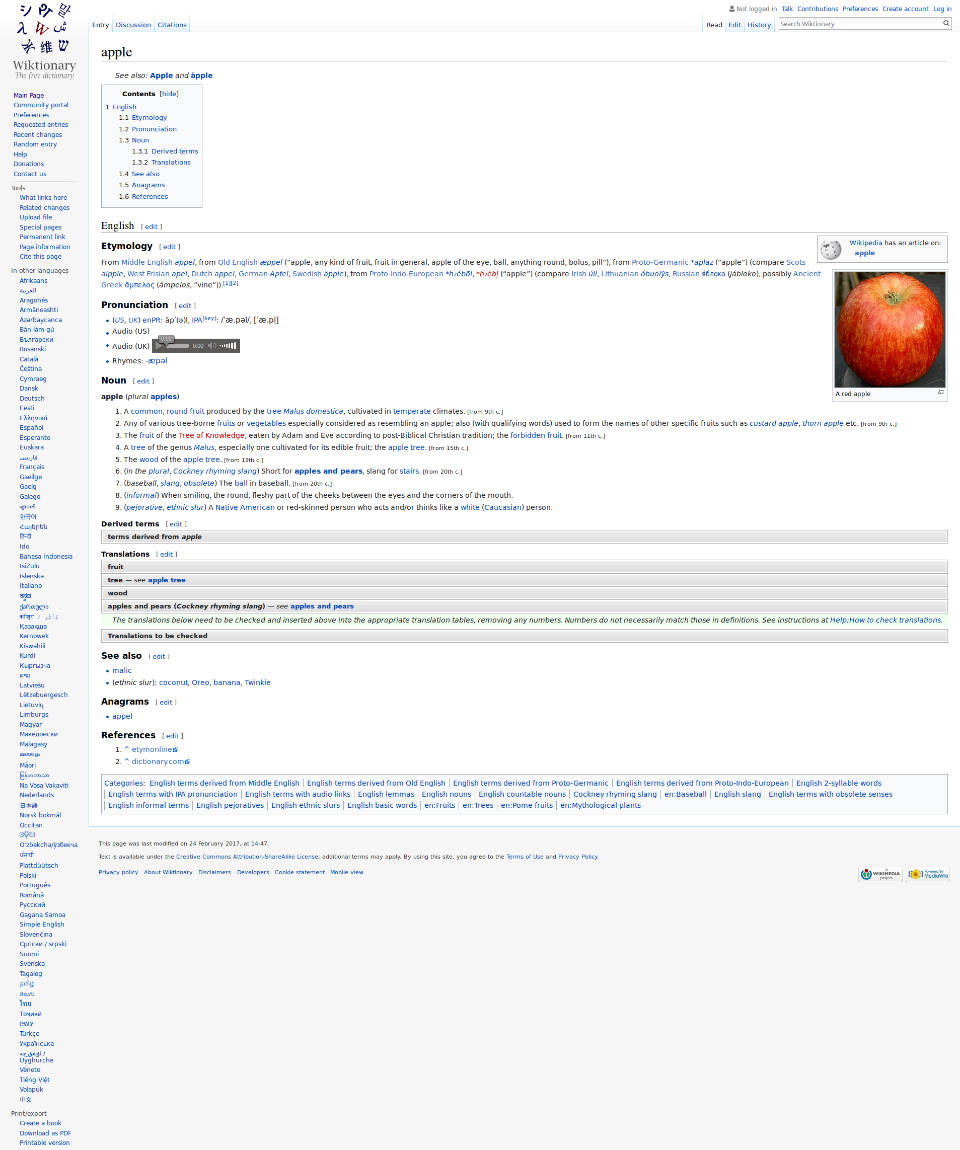 Wiktionary
The free dictionary
Not logged in Talk Contributions Preferences Create account Log in
Entry Discussion Citations
Read Edit History
Search Wiktionary
Main Page
Community portal
Preferences
Requested entries
Recent changes
Random entry
Help
Donations
Contact us
Tools
What links here
Related changes
Upload file
Special pages
Permanent link
Page information
Cite this page
In other languages
Afrikaans
العربية
Aragonés
Armãneashti
Azərbaycanca
Bân-lâm-gú
Български
Bosanski
Català
Čeština
Cymraeg
Dansk
Deutsch
Eesti
Ελληνικά
Español
Esperanto
Euskara
فارسی
Français
Gaeilge
Gaelg
Galego
한국어
Հայերեն
हिन्दी
Ido
Bahasa Indonesia
IsiZulu
Íslenska
Italiano
ქართული
Қазақша
Kernowek
Kiswahili
Kurdî
Кыргызча
ລາວ
Latviešu
Lëtzebuergesch
Lietuvių
Limburgs
Magyar
Македонски
Malagasy
Māori
Na Vosa Vakaviti
Nederlands
日本語
Norsk bokmål
Occitan
ଓଡ଼ିଆ
Oʻzbekcha/ўзбекча
ਪੰਜਾਬੀ
Plattdüütsch
Polski
Português
Română
Русский
Gagana Samoa
Simple English
Slovenčina
Српски / srpski
Suomi
Svenska
Tagalog
தமிழ்
తెలుగు
ไทย
Тоҷикӣ
ᏣᎳᎩ
Türkçe
Українська
ئۇيغۇرچە /
Uyghurche
Vèneto
Tiếng Việt
Volapük
中文
Print/export
Create a book
Download as PDF
Printable version
apple
See also: Apple and äpple
Contents [hide]
1 English
1.1 Etymology
1.2 Pronunciation
1.3 Noun
1.3.1 Derived terms
1.3.2 Translations
1.4 See also
1.5 Anagrams
1.6 References
English [ edit ]
Wikipedia has an article on:
apple
Etymology [ edit ]
From Middle English appel, from Old English æppel (“apple, any kind of fruit, fruit in general, apple of the eye, ball, anything round, bolus, pill”), from Proto-Germanic *aplaz (“apple”) (compare Scots
aipple, West Frisian apel, Dutch appel, German Apfel, Swedish äpple), from Proto-Indo-European *h₂ébōl, *h₂ébl̥ (“apple”) (compare Irish úll, Lithuanian óbuolỹs, Russian я́блоко (jábloko), possibly Ancient
Greek ἄμπελος (ámpelos, “vine”)).[1][2]
A red apple
Pronunciation [ edit ]
(US, UK) enPR: ăpʹ(ə)l, IPA(key): /ˈæ.pəl/, [ˈæ.pl̩]
Audio (US)
Audio (UK) 0:00
Rhymes: -æpəl
Noun [ edit ]
apple (plural apples)
1. A common, round fruit produced by the tree Malus domestica, cultivated in temperate climates. [from 9th c.]
2. Any of various tree-borne fruits or vegetables especially considered as resembling an apple; also (with qualifying words) used to form the names of other specific fruits such as custard apple, thorn apple etc. [from 9th c.]
3. The fruit of the Tree of Knowledge, eaten by Adam and Eve according to post-Biblical Christian tradition; the forbidden fruit. [from 11th c.]
4. A tree of the genus Malus, especially one cultivated for its edible fruit; the apple tree. [from 15th c.]
5. The wood of the apple tree. [from 19th c.]
6. (in the plural, Cockney rhyming slang) Short for apples and pears, slang for stairs. [from 20th c.]
7. (baseball, slang, obsolete) The ball in baseball. [from 20th c.]
8. (informal) When smiling, the round, fleshy part of the cheeks between the eyes and the corners of the mouth.
9. (pejorative, ethnic slur) A Native American or red-skinned person who acts and/or thinks like a white (Caucasian) person.
Derived terms [ edit ]
terms derived from apple
Translations [ edit ]
fruit
tree — see apple tree
wood
apples and pears (Cockney rhyming slang) — see apples and pears
The translations below need to be checked and inserted above into the appropriate translation tables, removing any numbers. Numbers do not necessarily match those in definitions. See instructions at Help:How to check translations.
Translations to be checked
See also [ edit ]
malic
(ethnic slur): coconut, Oreo, banana, Twinkie
Anagrams [ edit ]
appel
References [ edit ]
1. ^ etymonline
2. ^ dictionary.com
Categories: English terms derived from Middle English | English terms derived from Old English | English terms derived from Proto-Germanic | English terms derived from Proto-Indo-European | English 2-syllable words
| English terms with IPA pronunciation | English terms with audio links | English lemmas | English nouns | English countable nouns | Cockney rhyming slang | en:Baseball | English slang | English terms with obsolete senses
| English informal terms | English pejoratives | English ethnic slurs | English basic words | en:Fruits | en:Trees | en:Pome fruits | en:Mythological plants
This page was last modified on 24 February 2017, at 14:47.
Text is available under the Creative Commons Attribution-ShareAlike License; additional terms may apply. By using this site, you agree to the Terms of Use and Privacy Policy.
Privacy policy About Wiktionary Disclaimers Developers Cookie statement Mobile view
A WIKIMEDIA project
Powered By MediaWiki